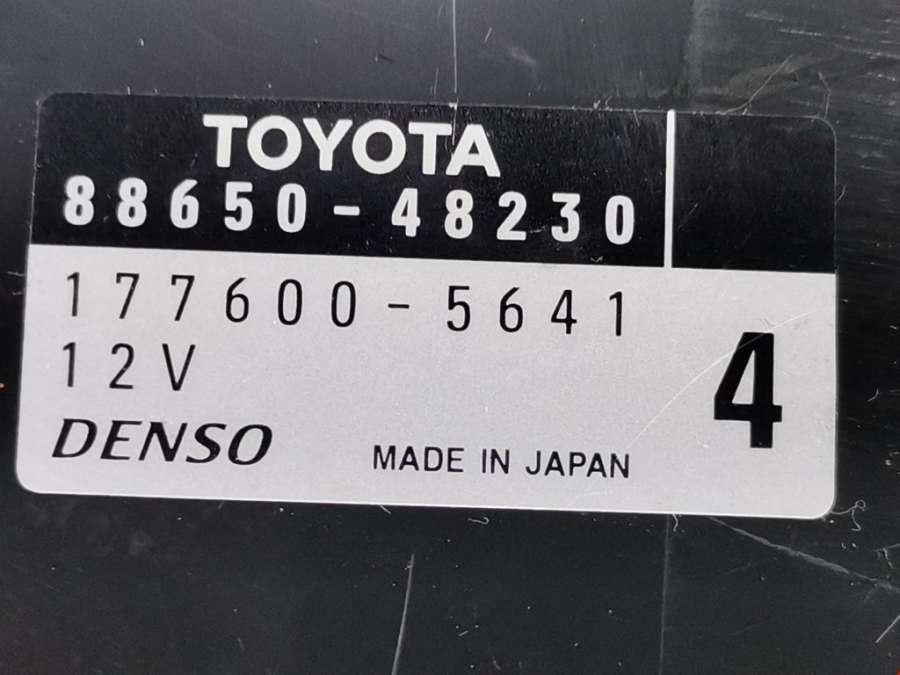 TOYOTA
88650-48230
177600-5641
12V
4
DENSO
MADE IN JAPAN